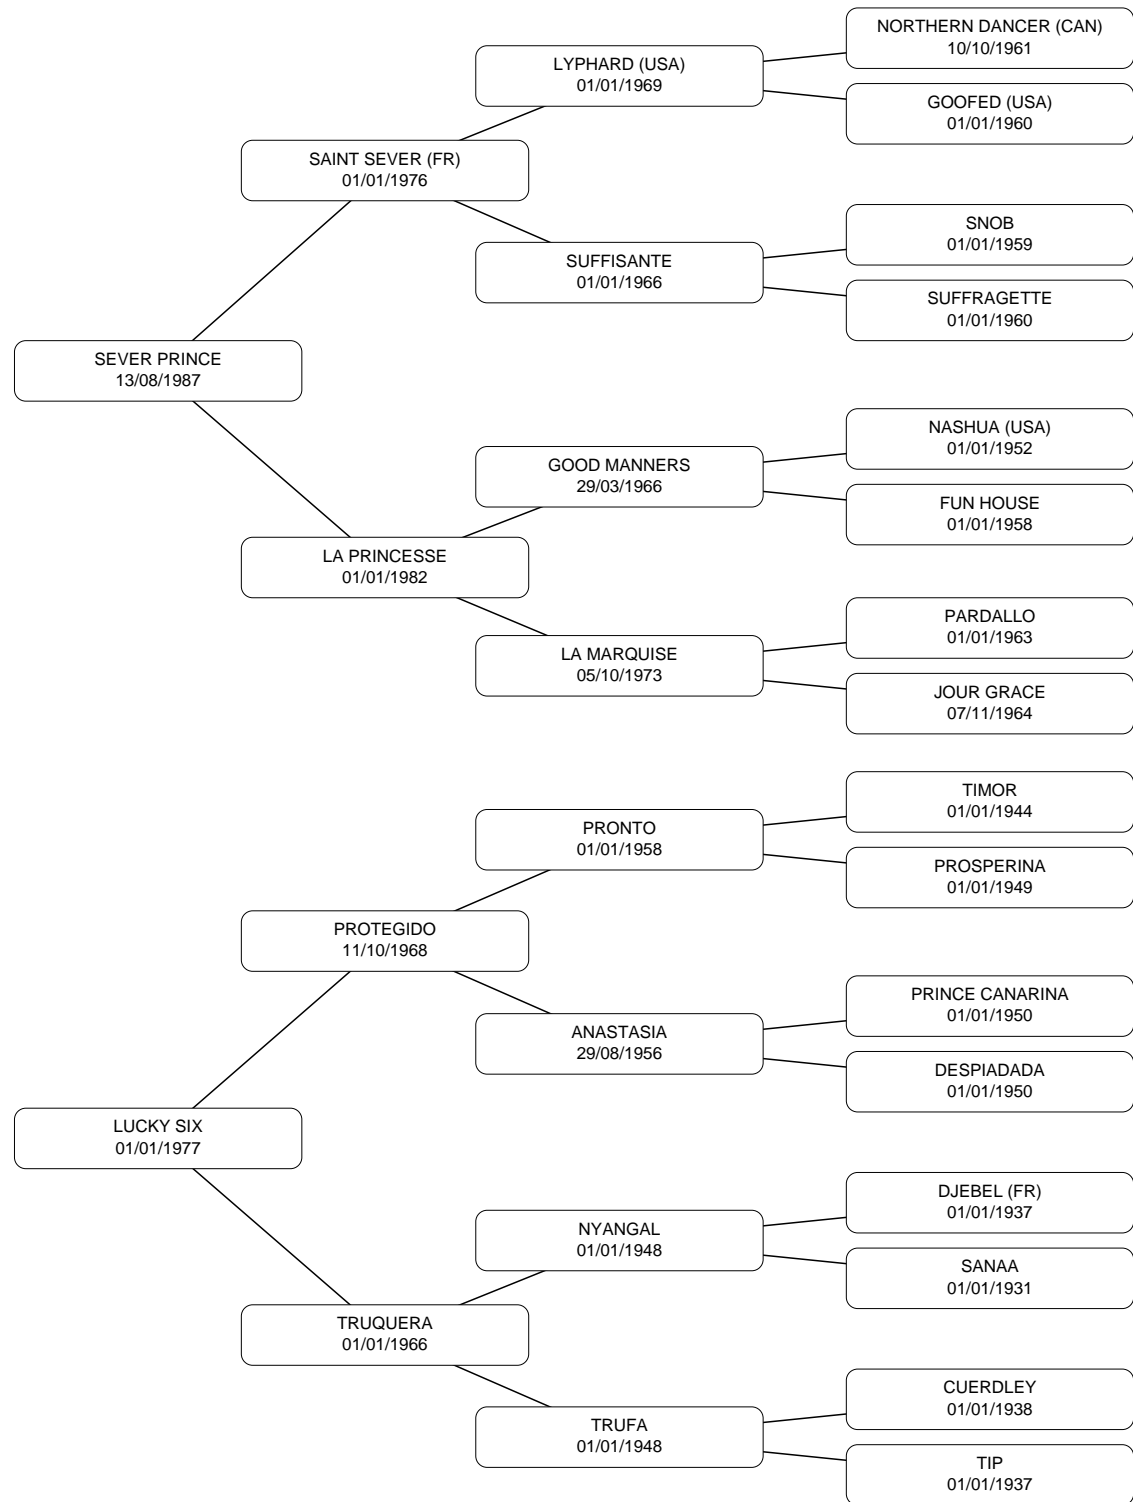 NORTHERN DANCER (CAN)
10/10/1961
LYPHARD (USA)
01/01/1969
GOOFED (USA)
01/01/1960
SAINT SEVER (FR)
01/01/1976
SNOB
01/01/1959
SUFFISANTE
01/01/1966
SUFFRAGETTE
01/01/1960
SEVER PRINCE
13/08/1987
NASHUA (USA)
01/01/1952
GOOD MANNERS
29/03/1966
FUN HOUSE
01/01/1958
LA PRINCESSE
01/01/1982
PARDALLO
01/01/1963
LA MARQUISE
05/10/1973
JOUR GRACE
07/11/1964
TIMOR
01/01/1944
PRONTO
01/01/1958
PROSPERINA
01/01/1949
PROTEGIDO
11/10/1968
PRINCE CANARINA
01/01/1950
ANASTASIA
29/08/1956
DESPIADADA
01/01/1950
LUCKY SIX
01/01/1977
DJEBEL (FR)
01/01/1937
NYANGAL
01/01/1948
SANAA
01/01/1931
TRUQUERA
01/01/1966
CUERDLEY
01/01/1938
TRUFA
01/01/1948
TIP
01/01/1937